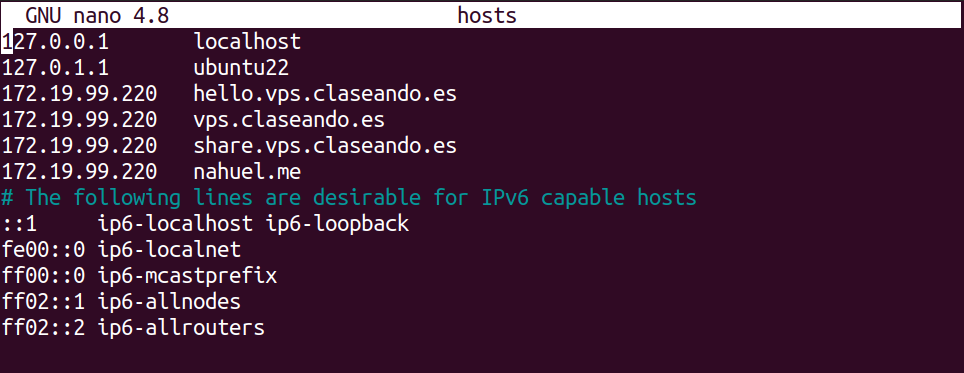 GNU nano 4.8 hosts
127.0.0.1 localhost
127.0.1.1 ubuntu22
172.19.99.220 hello.vps.claseando.es
172.19.99.220 vps.claseando.es
172.19.99.220 share.vps.claseando.es
172.19.99.220 nahuel.me
# The following lines are desirable for IPv6 capable hosts
::1 ip6-localhost ip6-loopback
fe00::0 ip6-localnet
ff00::0 ip6-mcastprefix
ff02::1 ip6-allnodes
ff02::2 ip6-allrouters